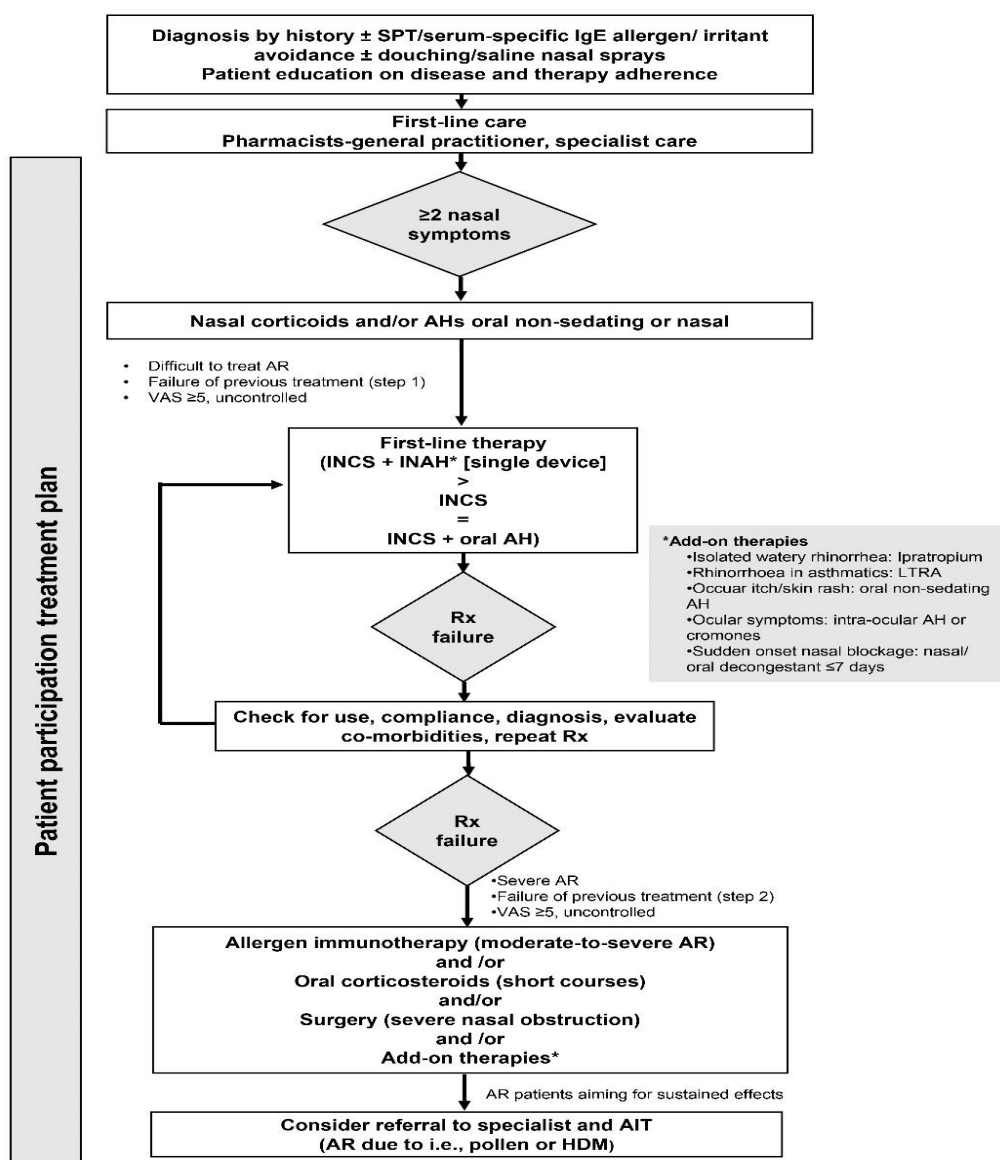 Diagnosis by history ± SPT/serum-specific IgE allergen/ irritant
avoidance ± douching/saline nasal sprays
Patient education on disease and therapy adherence
First-line care
Pharmacists-general practitioner, specialist care
Patient participation treatment plan
≥2 nasal
symptoms
Nasal corticoids and/or AHs oral non-sedating or nasal
• Difficult to treat AR
• Failure of previous treatment (step 1)
• VAS ≥5, uncontrolled
First-line therapy
(INCS + INAH* [single device]
>
INCS
=
INCS + oral AH)
*Add-on therapies
•Isolated watery rhinorrhea: Ipratropium
•Rhinorrhoea in asthmatics: LTRA
•Occuar itch/skin rash: oral non-sedating
AH
•Ocular symptoms: intra-ocular AH or
cromones
•Sudden onset nasal blockage: nasal/
oral decongestant ≤7 days
Rx
failure
Check for use, compliance, diagnosis, evaluate
co-morbidities, repeat Rx
Rx
failure
•Severe AR
•Failure of previous treatment (step 2)
•VAS ≥5, uncontrolled
Allergen immunotherapy (moderate-to-severe AR)
and /or
Oral corticosteroids (short courses)
and/or
Surgery (severe nasal obstruction)
and /or
Add-on therapies*
AR patients aiming for sustained effects
Consider referral to specialist and AIT
(AR due to i.e., pollen or HDM)